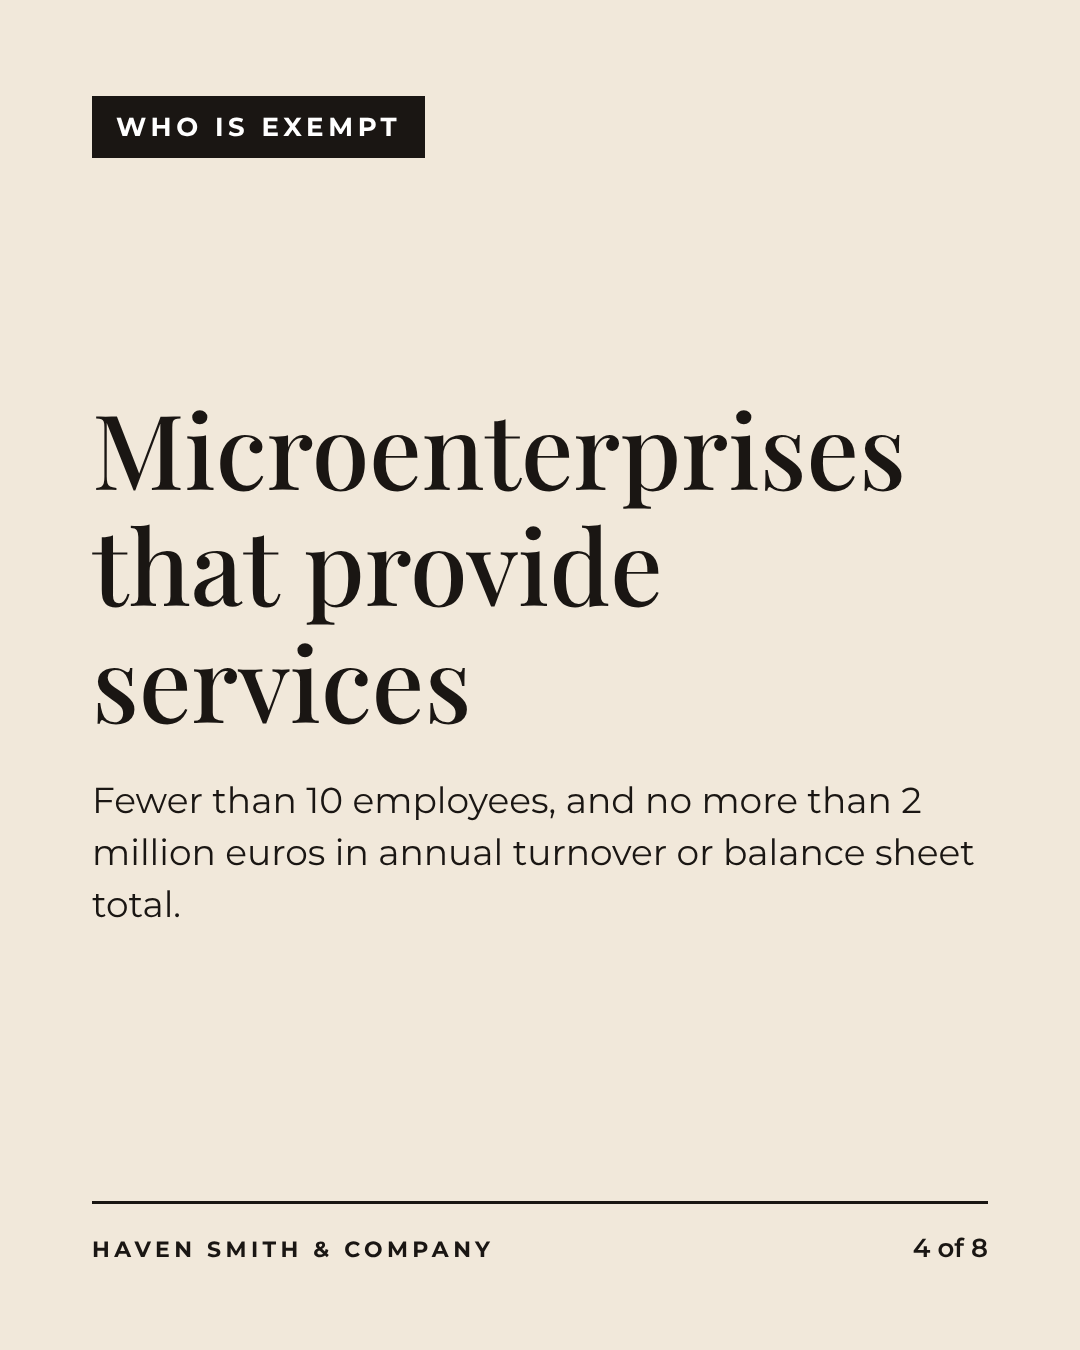 WHO IS EXEMPT
Microenterprises
that provide
services
Fewer than 10 employees, and no more than 2
million euros in annual turnover or balance sheet
total.
HAVEN SMITH & COMPANY
4 of 8